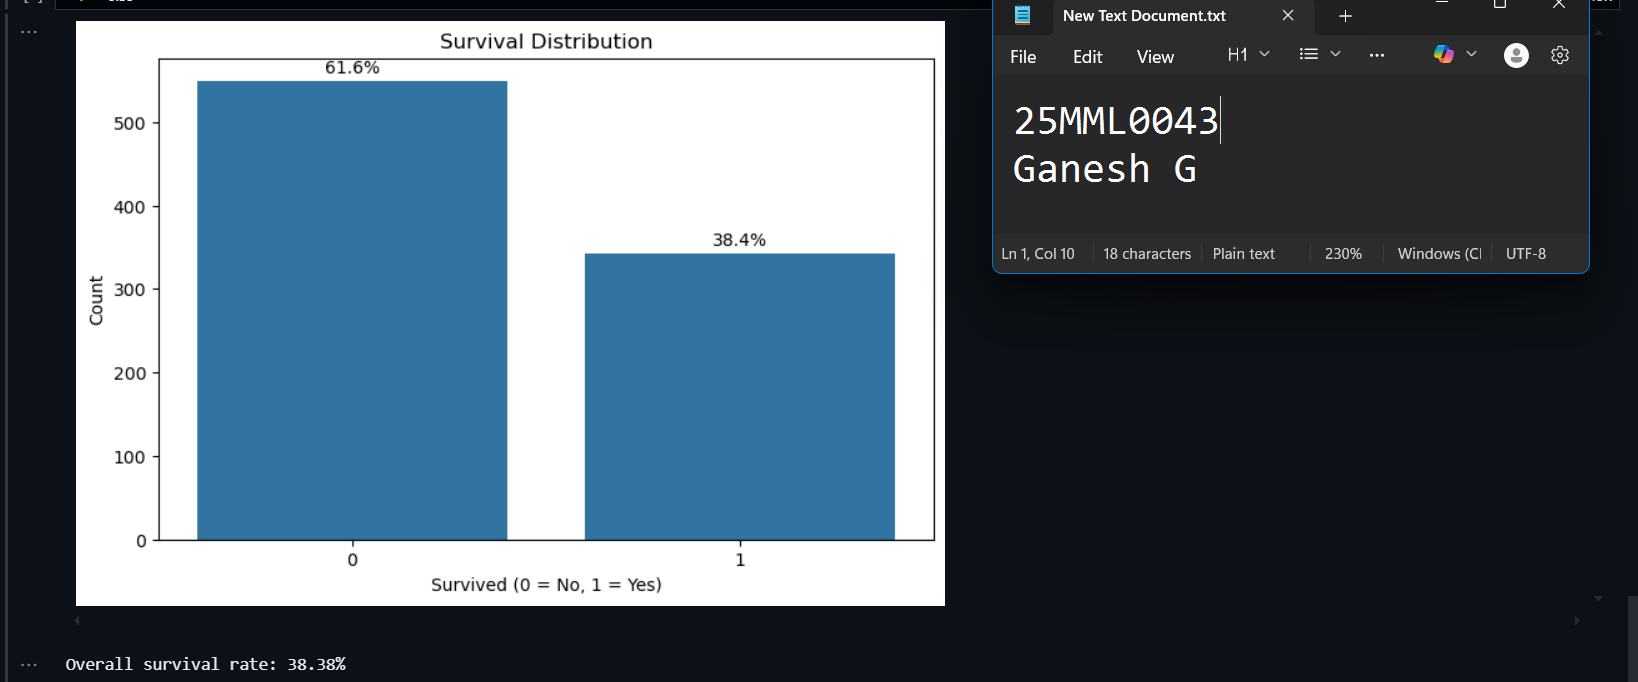 Survival Distribution
61.6%
38.4%
500
400
300
200
100
0
Count
0
1
Survived (0 = No, 1 = Yes)
Overall survival rate: 38.38%
New Text Document.txt
File
Edit
View
H1
25MML0043
Ganesh G
Ln 1, Col 10
18 characters
Plain text
230%
Windows (Cl
UTF-8